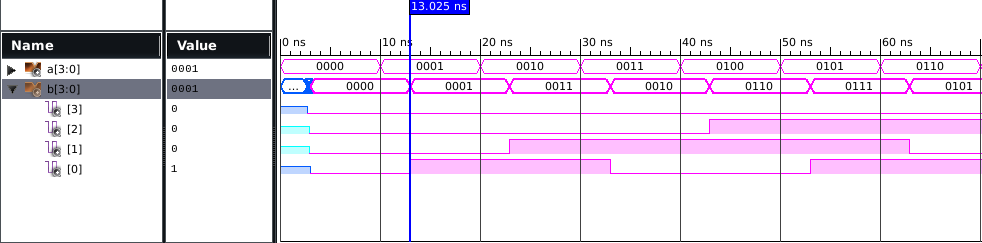 13.025 ns
Name Value 0 ns 10 ns 20 ns 30 ns 40 ns 50 ns 60 ns
a[3:0] 0001 0000 0001 0010 0011 0100 0101 0110
b[3:0] 0001 ... 0000 0001 0011 0010 0110 0111 0101
[3] 0
[2] 0
[1] 0
[0] 1